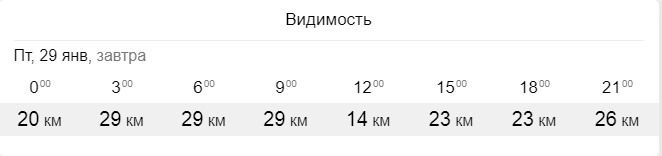 Видимость
Пт, 29 янв, завтра
0⁰⁰ 3⁰⁰ 6⁰⁰ 9⁰⁰ 12⁰⁰ 15⁰⁰ 18⁰⁰ 21⁰⁰
20 км 29 км 29 км 29 км 14 км 23 км 23 км 26 км